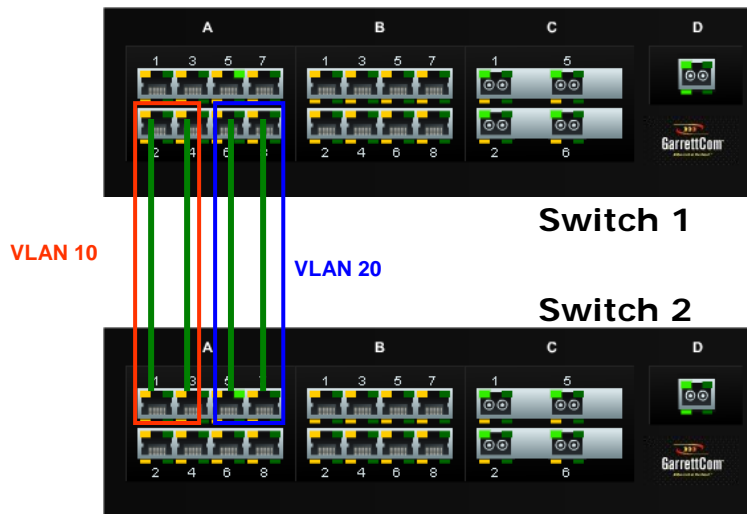 A B C D
1 3 5 7 1 3 5 7 1 5
2 4 6 8 2 4 6 8 2 6
GarrettCom
Switch 1
VLAN 10
VLAN 20
Switch 2
A B C D
1 3 5 7 1 3 5 7 1 5
2 4 6 8 2 4 6 8 2 6
GarrettCom